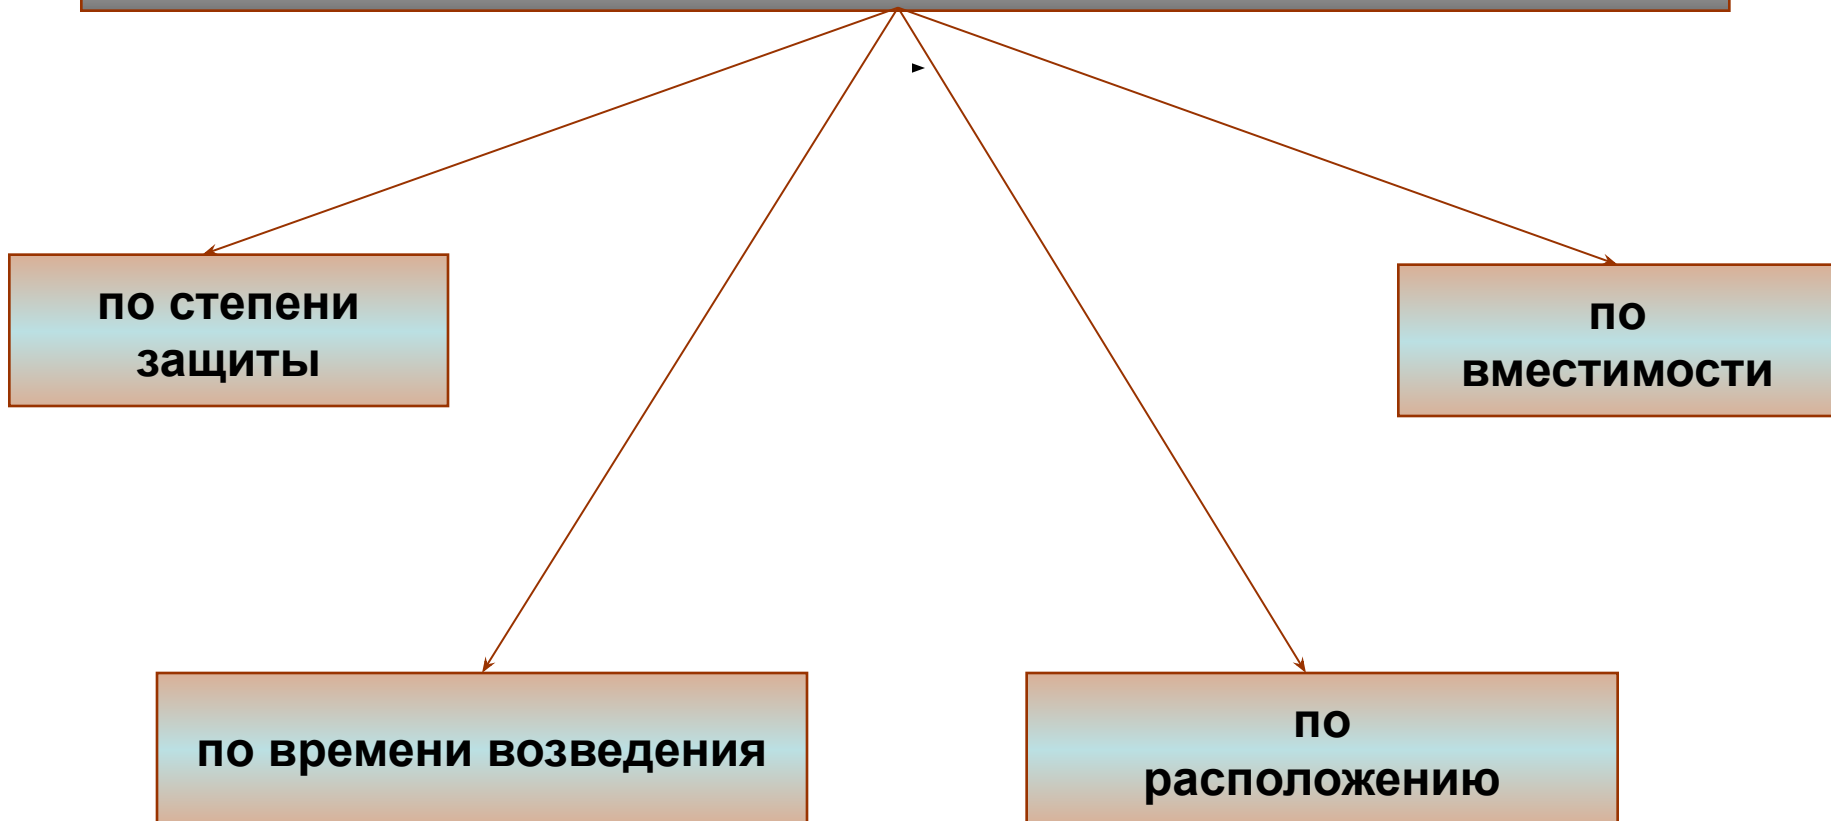 по степени
защиты
по
вместимости
по времени возведения
по
расположению